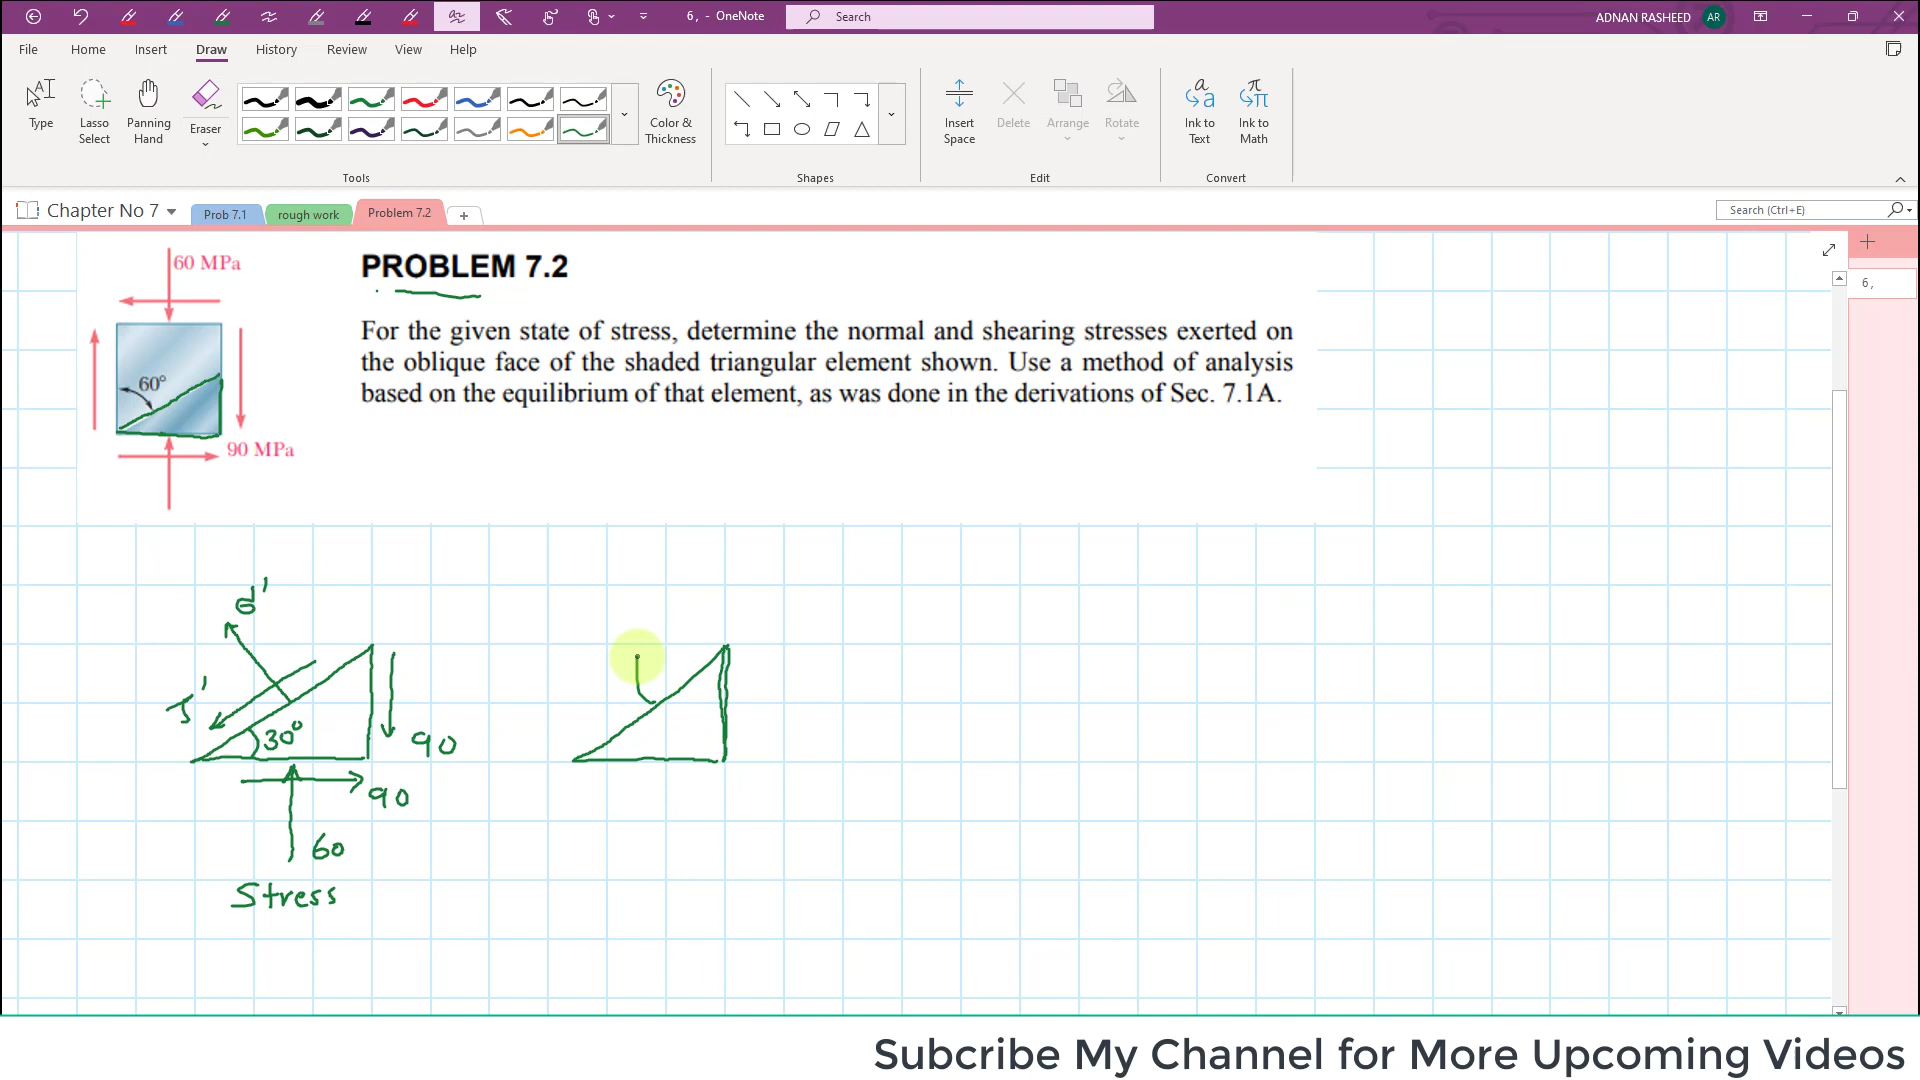 6, - OneNote
Search
ADNAN RASHEED AR
File Home Insert Draw History Review View Help
Type
Lasso Select
Panning Hand
Eraser
Color & Thickness
Insert Space
Delete
Arrange
Rotate
Ink to Text
Ink to Math
Tools
Shapes
Edit
Convert
Chapter No 7
Prob 7.1
rough work
Problem 7.2
Search (Ctrl+E)
6,
60 MPa
60°
90 MPa
PROBLEM 7.2
For the given state of stress, determine the normal and shearing stresses exerted on
the oblique face of the shaded triangular element shown. Use a method of analysis
based on the equilibrium of that element, as was done in the derivations of Sec. 7.1A.
30°
90
90
60
Stress
Subcribe My Channel for More Upcoming Videos